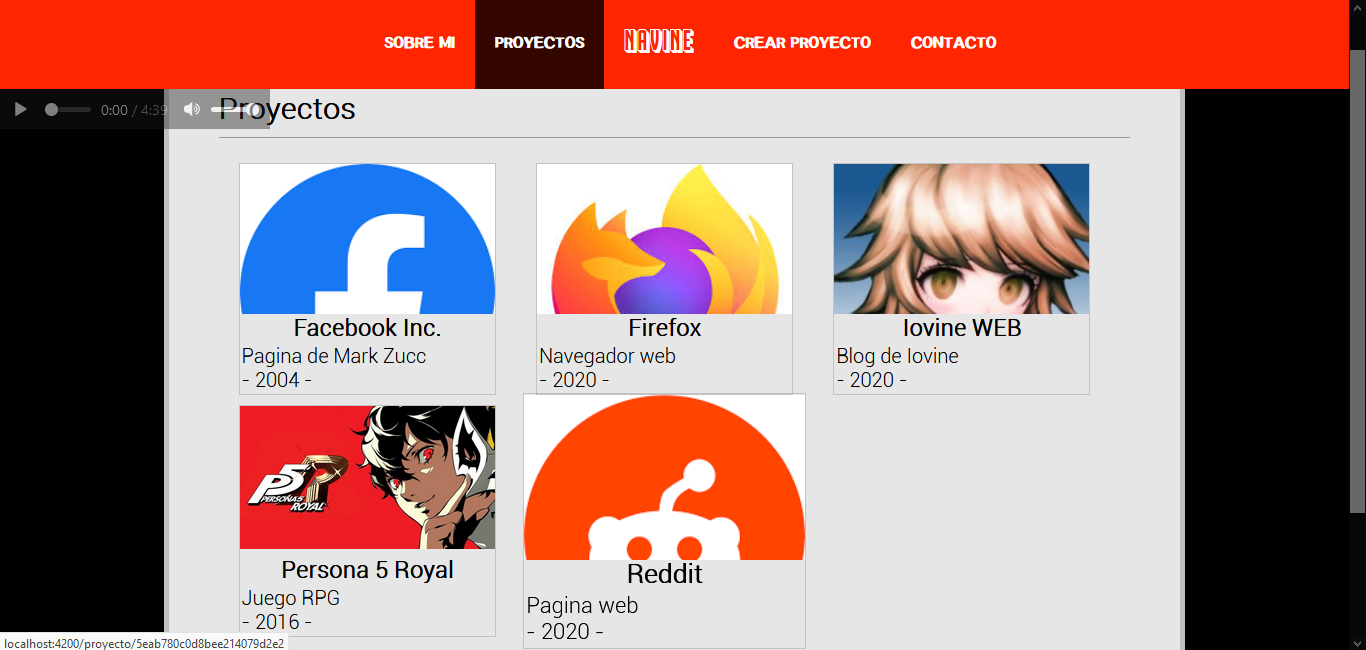 SOBRE MI
PROYECTOS
NAVINE
CREAR PROYECTO
CONTACTO
0:00 / 4:39
Proyectos
Facebook Inc.
Pagina de Mark Zucc
- 2004 -
Firefox
Navegador web
- 2020 -
Iovine WEB
Blog de Iovine
- 2020 -
P5R
PERSONA5
ROYAL
Persona 5 Royal
Juego RPG
- 2016 -
Reddit
Pagina web
- 2020 -
localhost:4200/proyecto/5eab780c0d8bee214079d2e2